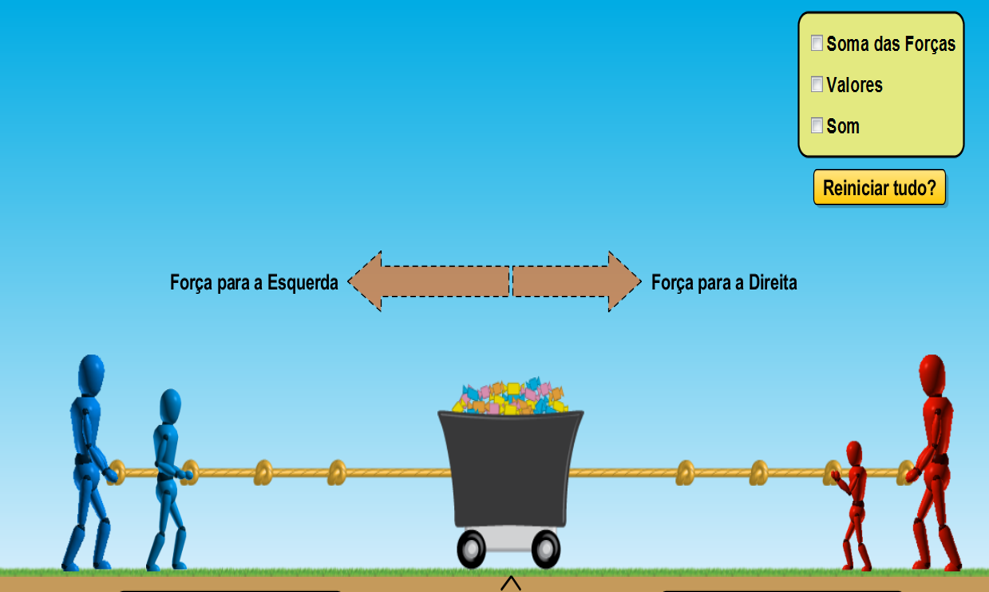 Soma das Forças
Valores
Som
Reiniciar tudo?
Força para a Esquerda
Força para a Direita